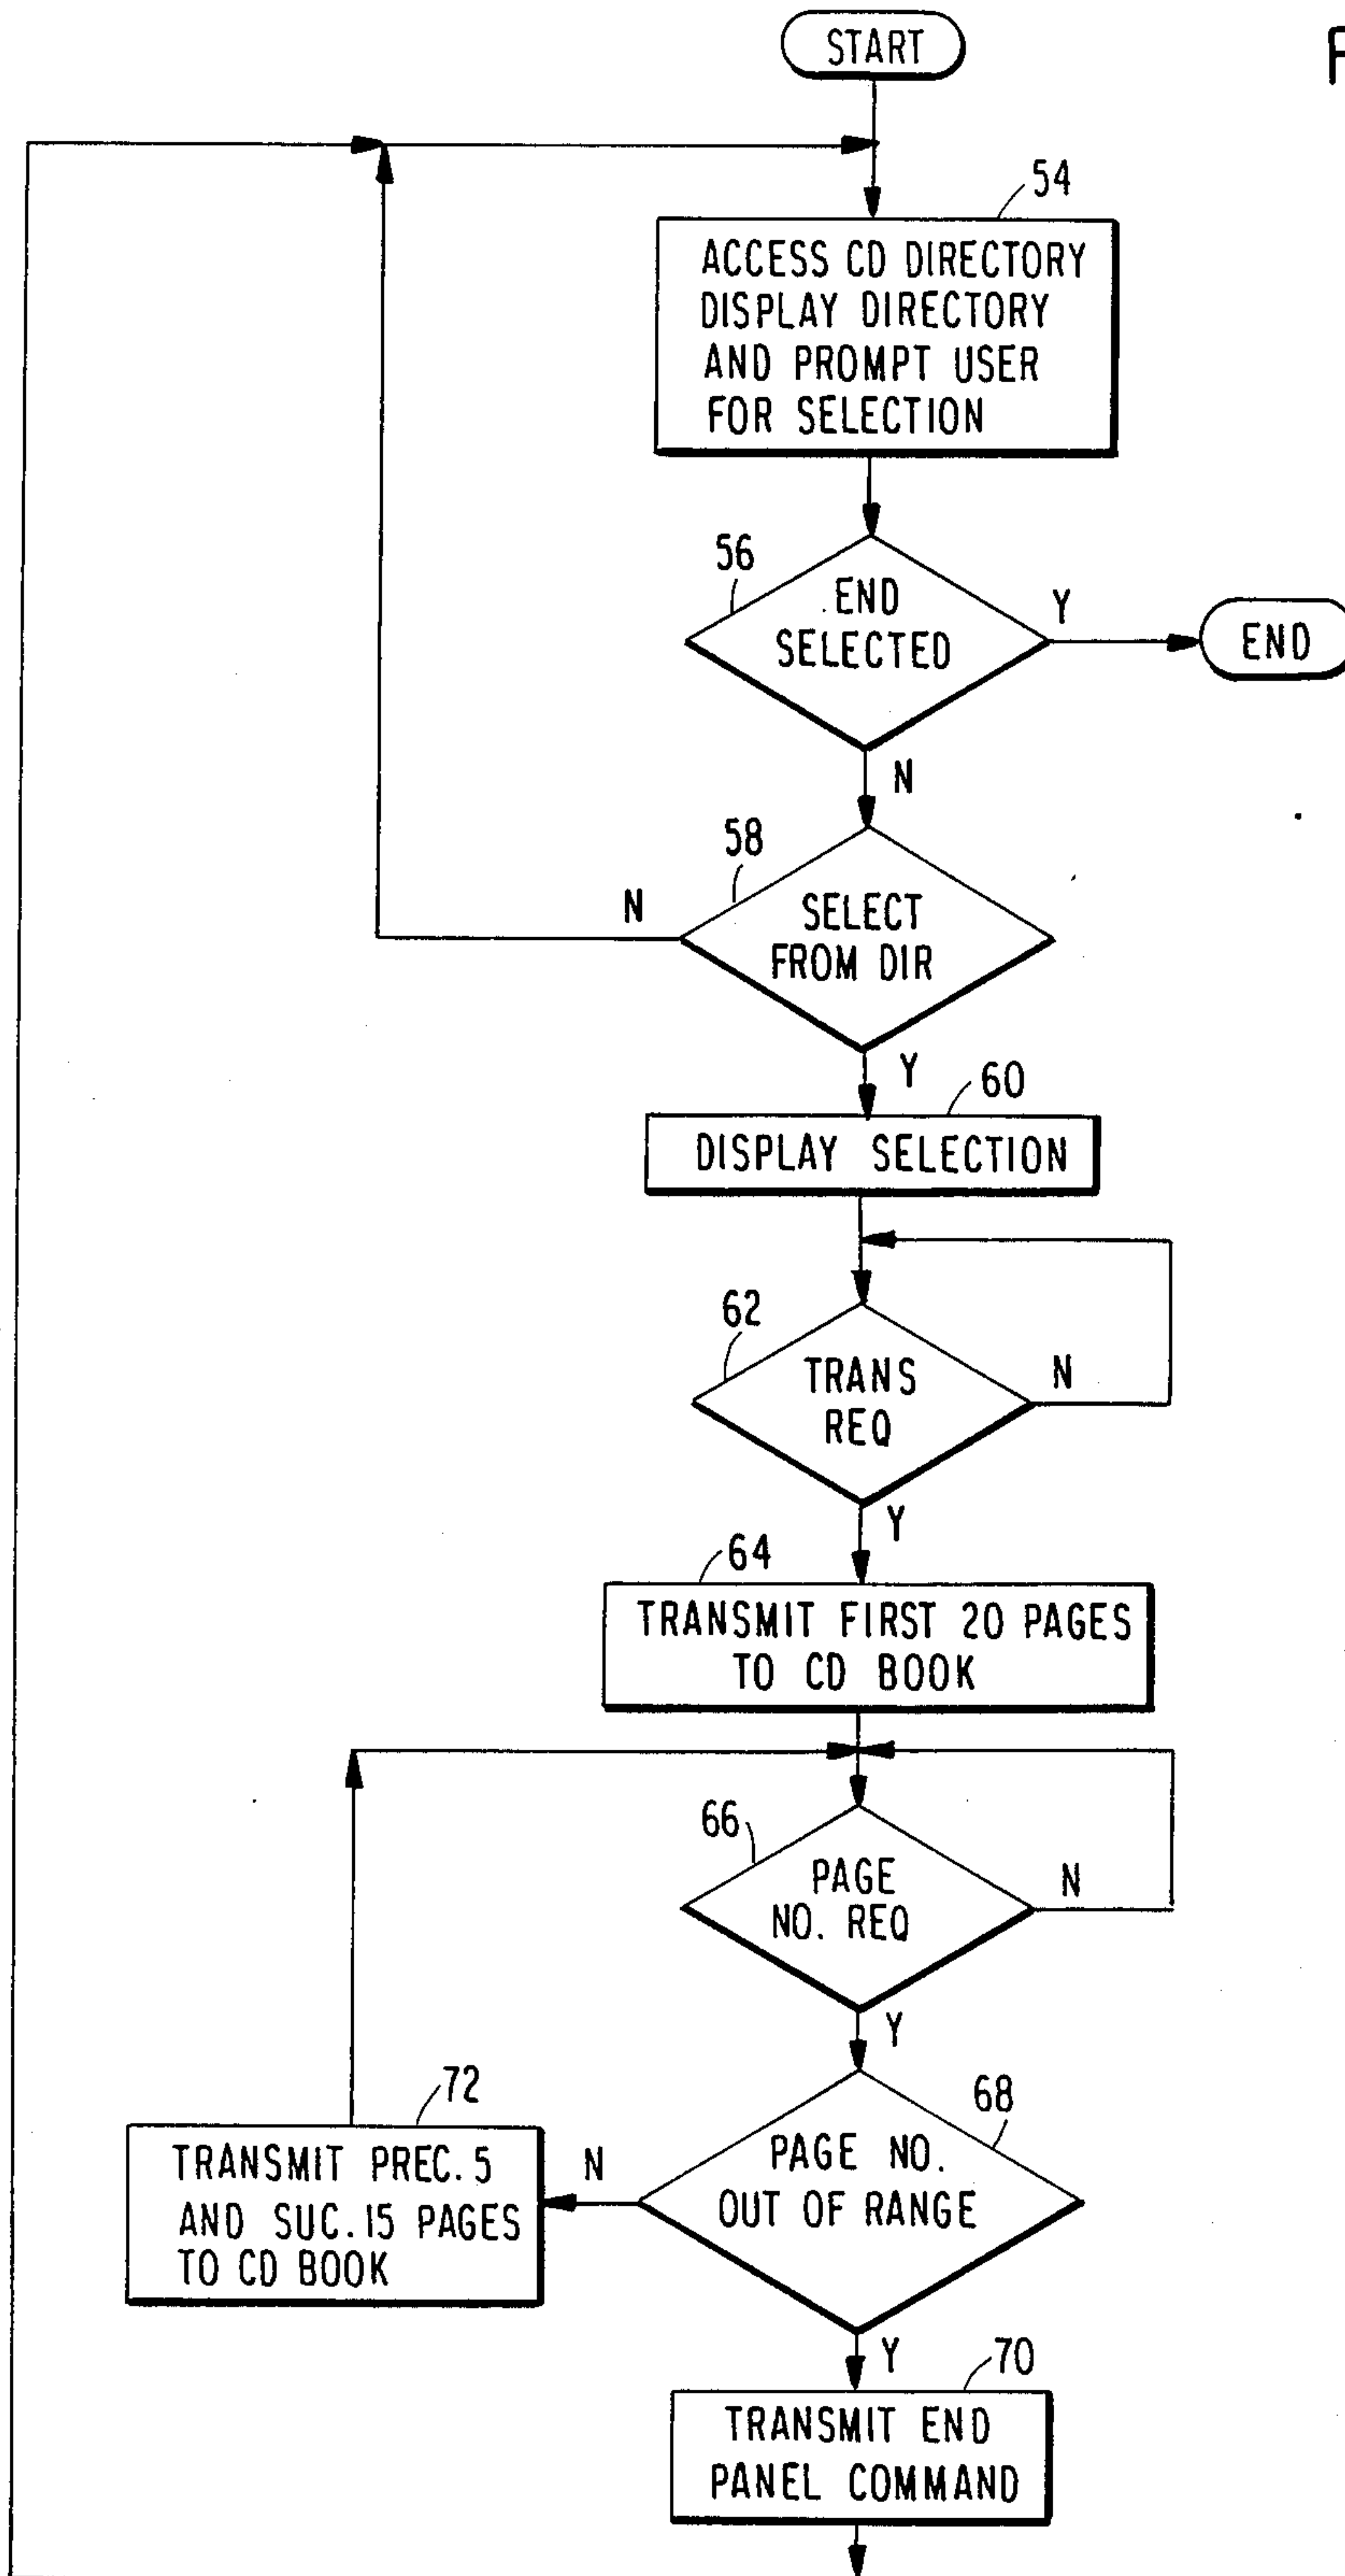 START
54
ACCESS CD DIRECTORY
DISPLAY DIRECTORY
AND PROMPT USER
FOR SELECTION
56
END
SELECTED
Y
END
N
58
SELECT
FROM DIR
N
Y
60
DISPLAY SELECTION
62
TRANS
REQ
N
Y
64
TRANSMIT FIRST 20 PAGES
TO CD BOOK
66
PAGE
NO. REQ
N
Y
68
PAGE NO.
OUT OF RANGE
N
72
TRANSMIT PREC. 5
AND SUC. 15 PAGES
TO CD BOOK
Y
70
TRANSMIT END
PANEL COMMAND